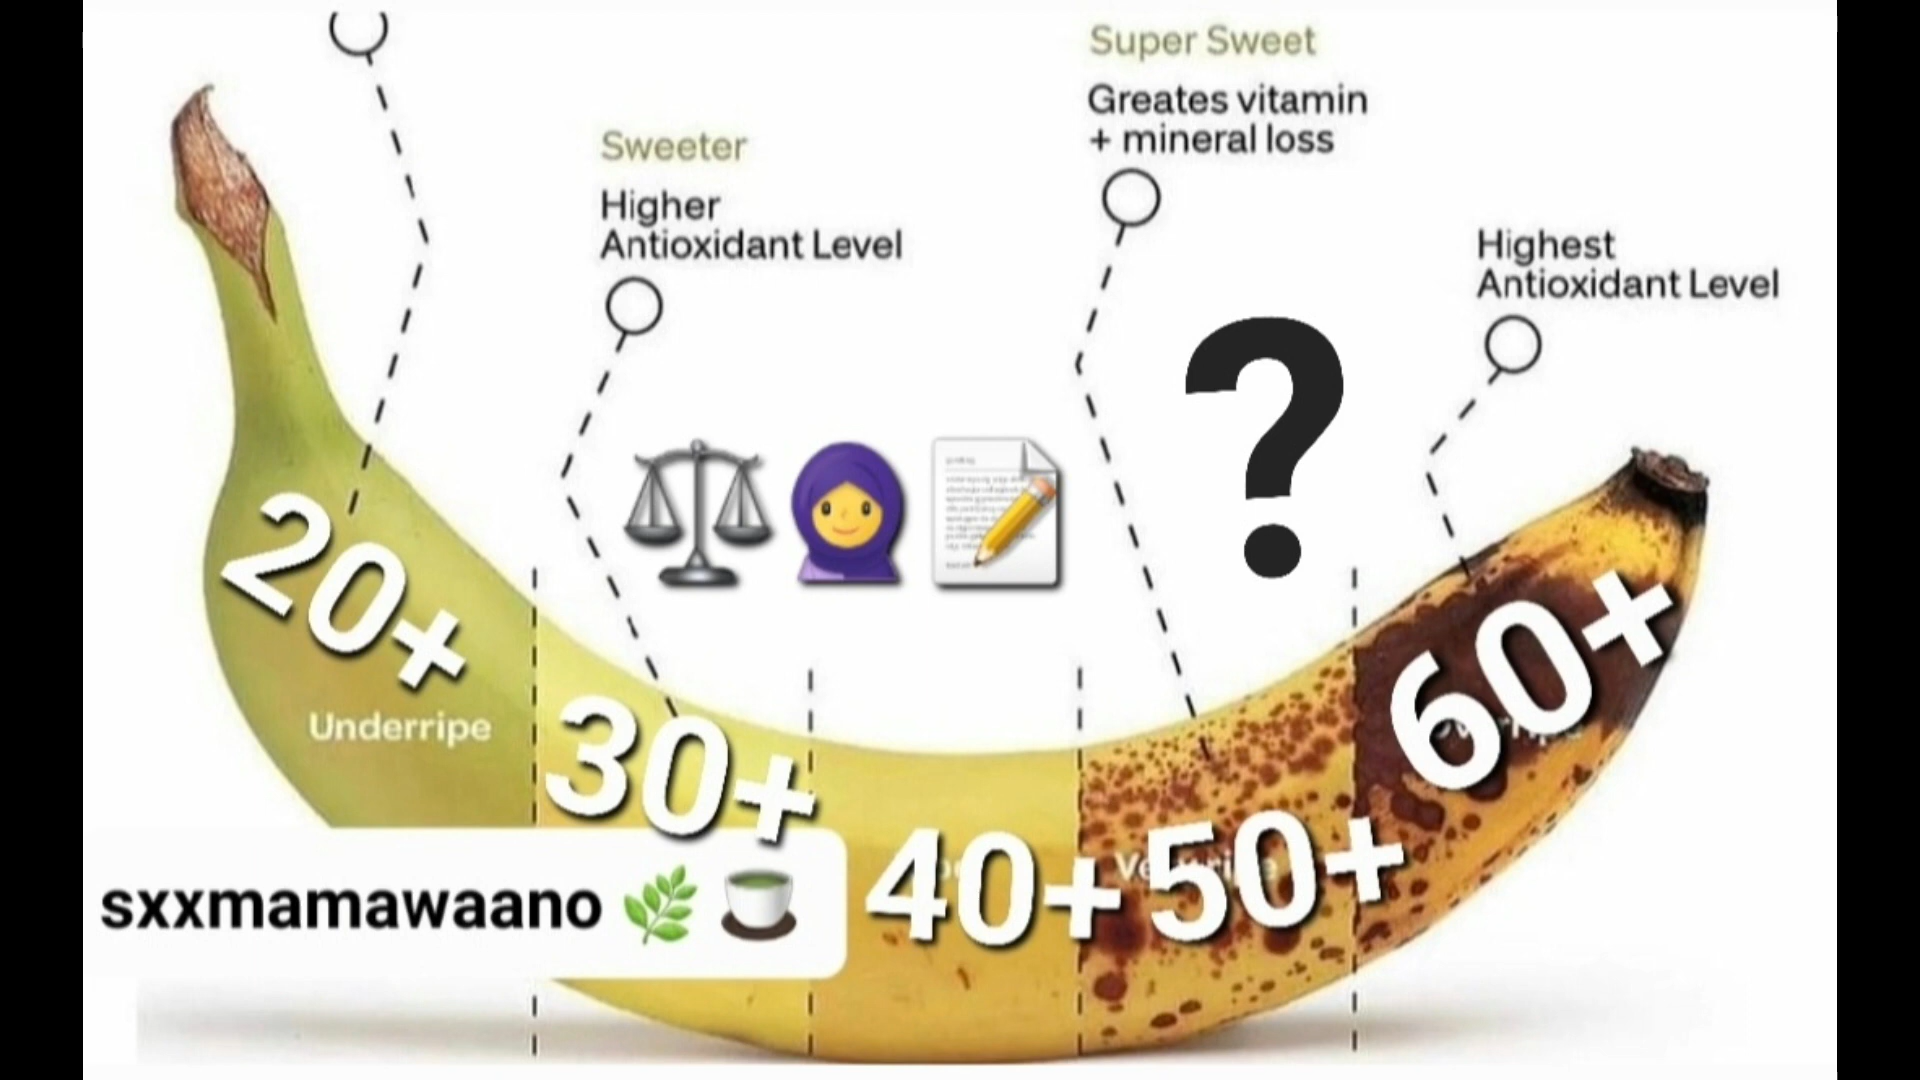 Super Sweet
Greates vitamin
+ mineral loss
Sweeter
Higher
Antioxidant Level
Highest
Antioxidant Level
?
20+
Underripe
30+
40+
50+
60+
sxxmamawaano